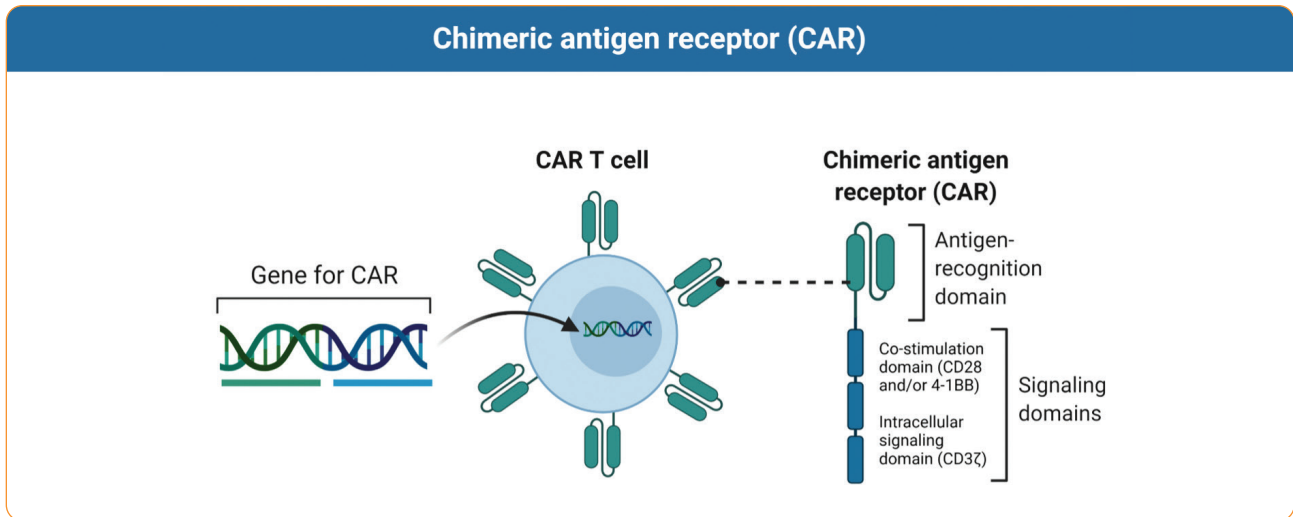 Chimeric antigen receptor (CAR)
CAR T cell
Chimeric antigen
receptor (CAR)
Gene for CAR
Antigen-
recognition
domain
Co-stimulation
domain (CD28
and/or 4-1BB)
Intracellular
signaling
domain (CD3ζ)
Signaling
domains